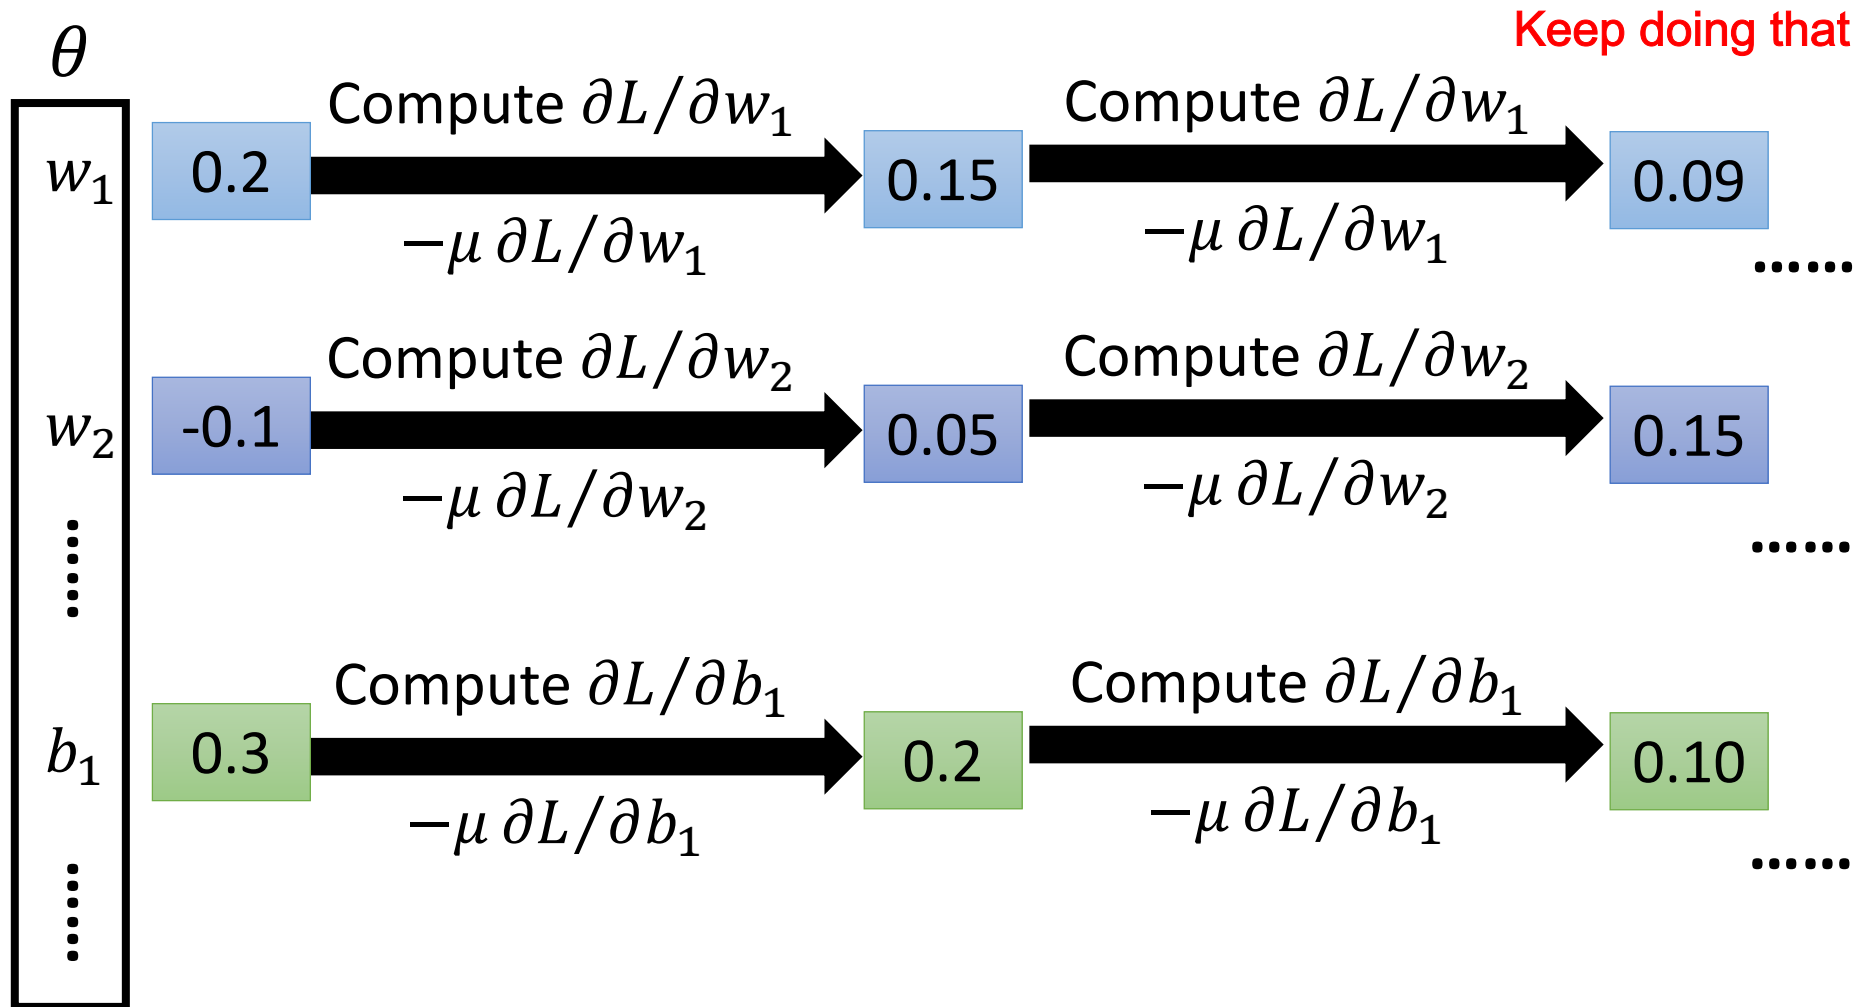 Keep doing that
θ
Compute ∂L/∂w₁ Compute ∂L/∂w₁
w₁ 0.2 0.15 0.09
−μ ∂L/∂w₁ −μ ∂L/∂w₁
……
Compute ∂L/∂w₂ Compute ∂L/∂w₂
w₂ -0.1 0.05 0.15
−μ ∂L/∂w₂ −μ ∂L/∂w₂
…… ……
Compute ∂L/∂b₁ Compute ∂L/∂b₁
b₁ 0.3 0.2 0.10
−μ ∂L/∂b₁ −μ ∂L/∂b₁
…… ……